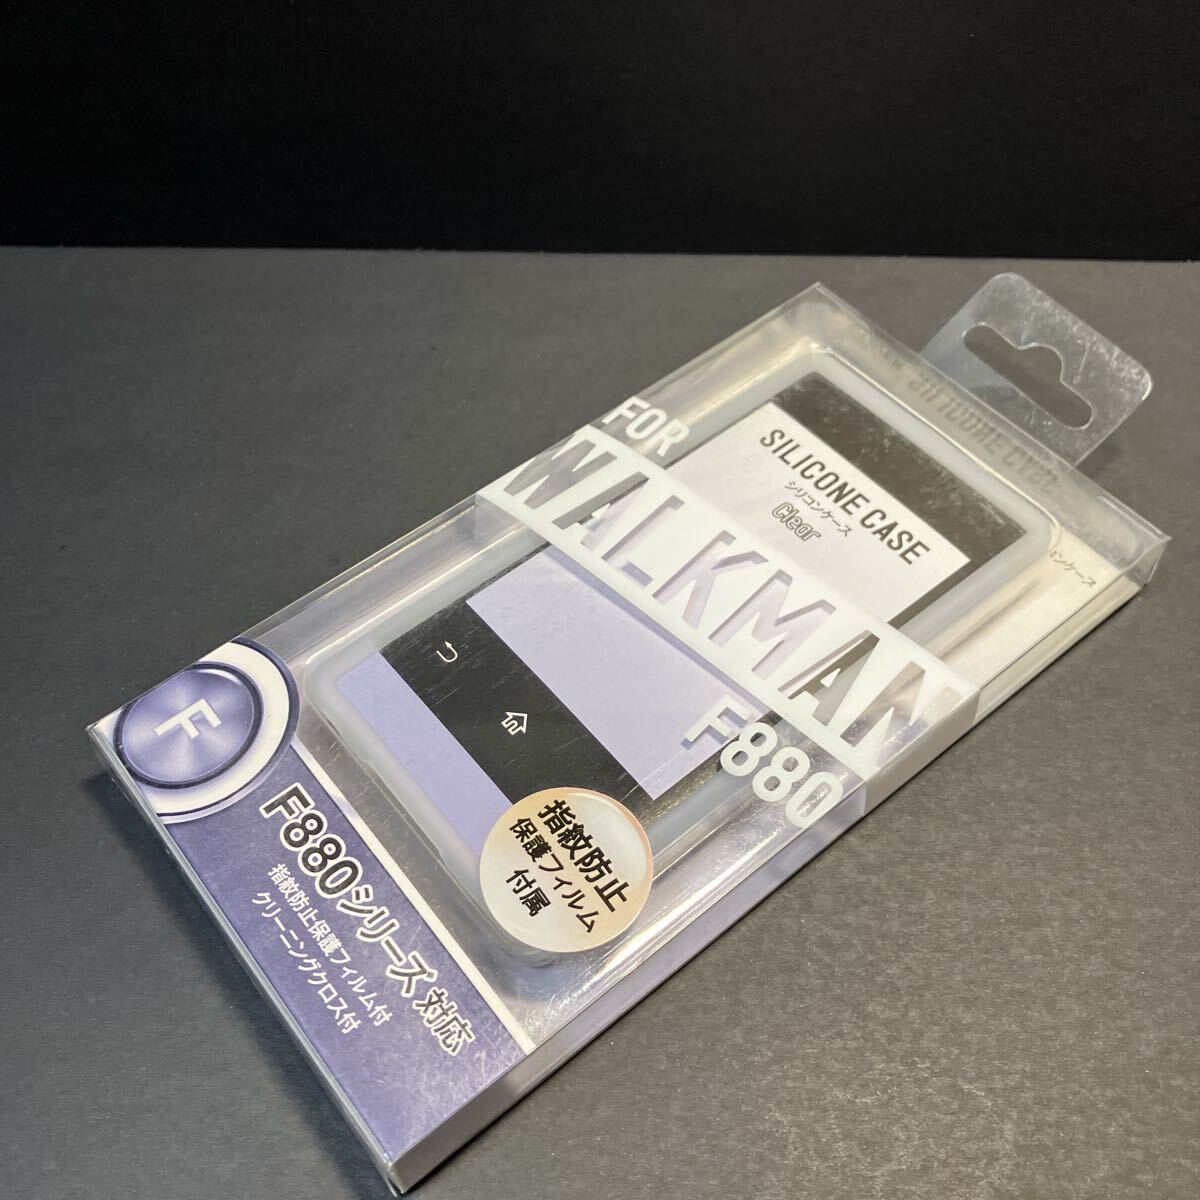 SILICONE CASE
シリコンケース
Clear
FOR
WALKMAN
F880
指紋防止
保護フィルム
付属
F
F880シリーズ 対応
指紋防止保護フィルム付
クリーニングクロス付